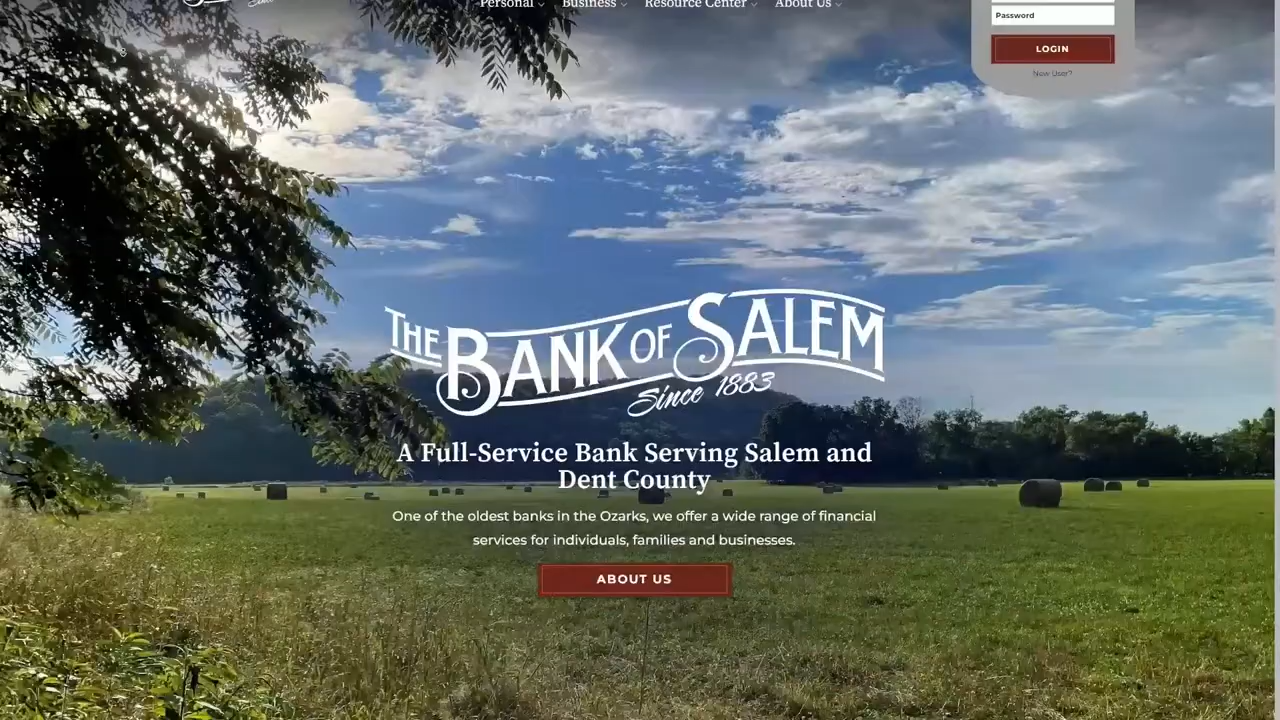 Since
Personal
Business
Resource Center
About Us
Password
LOGIN
New User?
THE BANK OF SALEM
Since 1883
A Full-Service Bank Serving Salem and
Dent County
One of the oldest banks in the Ozarks, we offer a wide range of financial
services for individuals, families and businesses.
ABOUT US